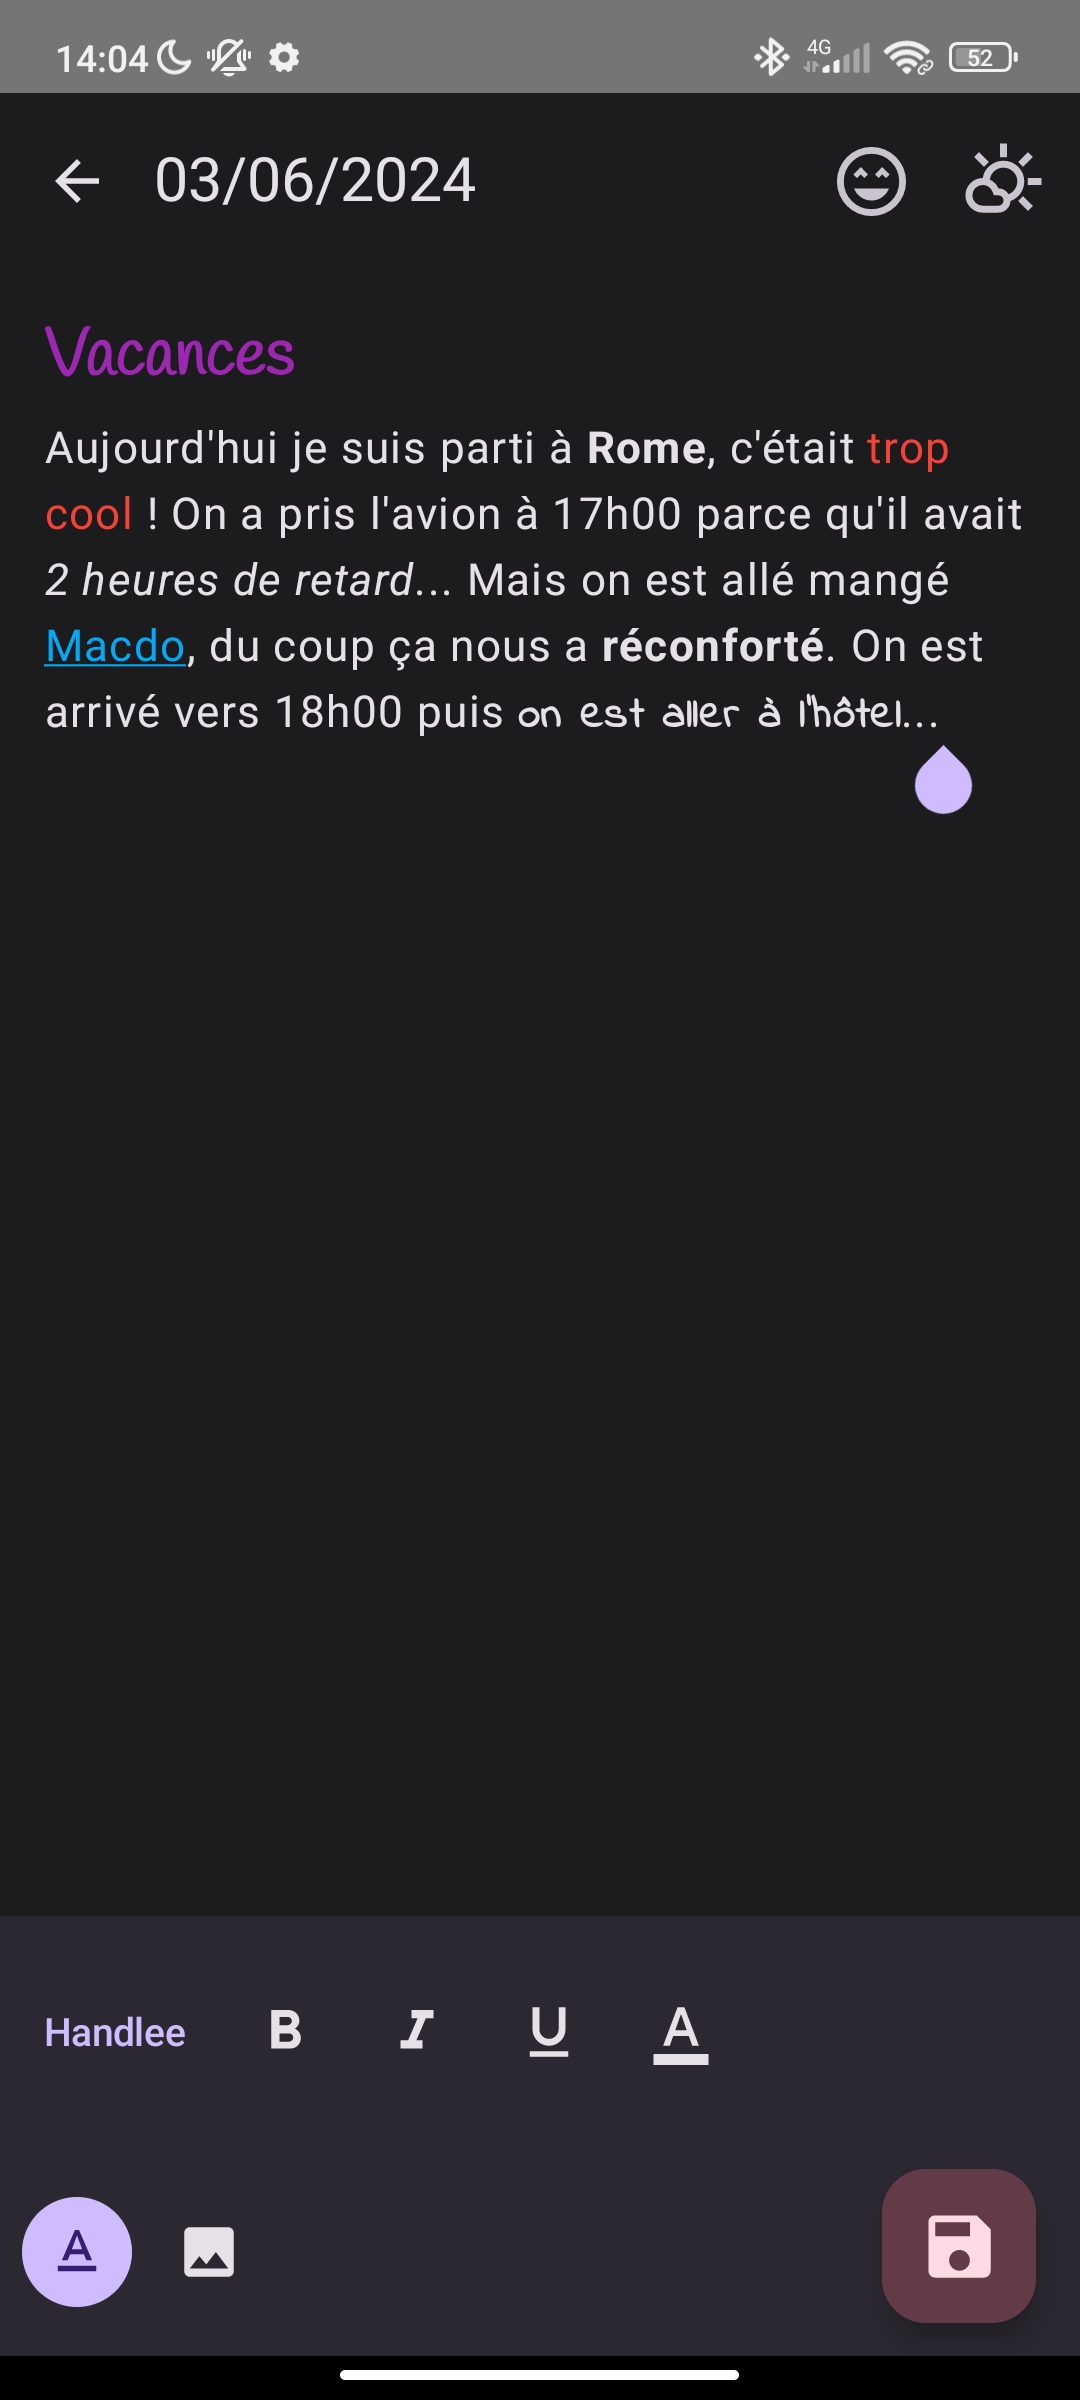 14:04
4G
52
03/06/2024
Vacances
Aujourd'hui je suis parti à Rome, c'était trop
cool ! On a pris l'avion à 17h00 parce qu'il avait
2 heures de retard... Mais on est allé mangé
Macdo, du coup ça nous a réconforté. On est
arrivé vers 18h00 puis on est aller à l'hôtel...
Handlee B I U A
A